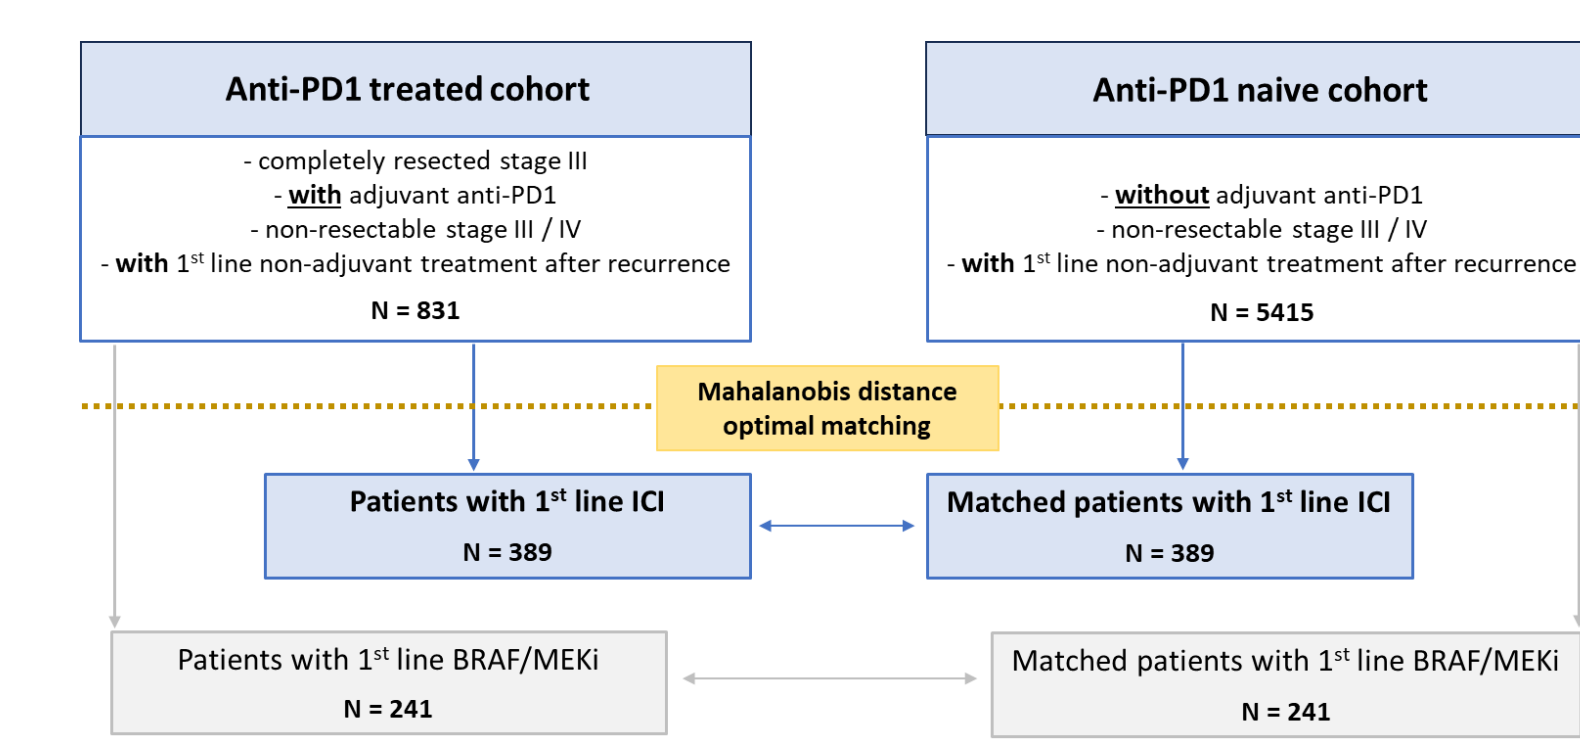 Anti-PD1 treated cohort
- completely resected stage III
- with adjuvant anti-PD1
- non-resectable stage III / IV
- with 1st line non-adjuvant treatment after recurrence
N = 831
Anti-PD1 naive cohort
- without adjuvant anti-PD1
- non-resectable stage III / IV
- with 1st line non-adjuvant treatment after recurrence
N = 5415
Mahalanobis distance
optimal matching
Patients with 1st line ICI
N = 389
Matched patients with 1st line ICI
N = 389
Patients with 1st line BRAF/MEKi
N = 241
Matched patients with 1st line BRAF/MEKi
N = 241